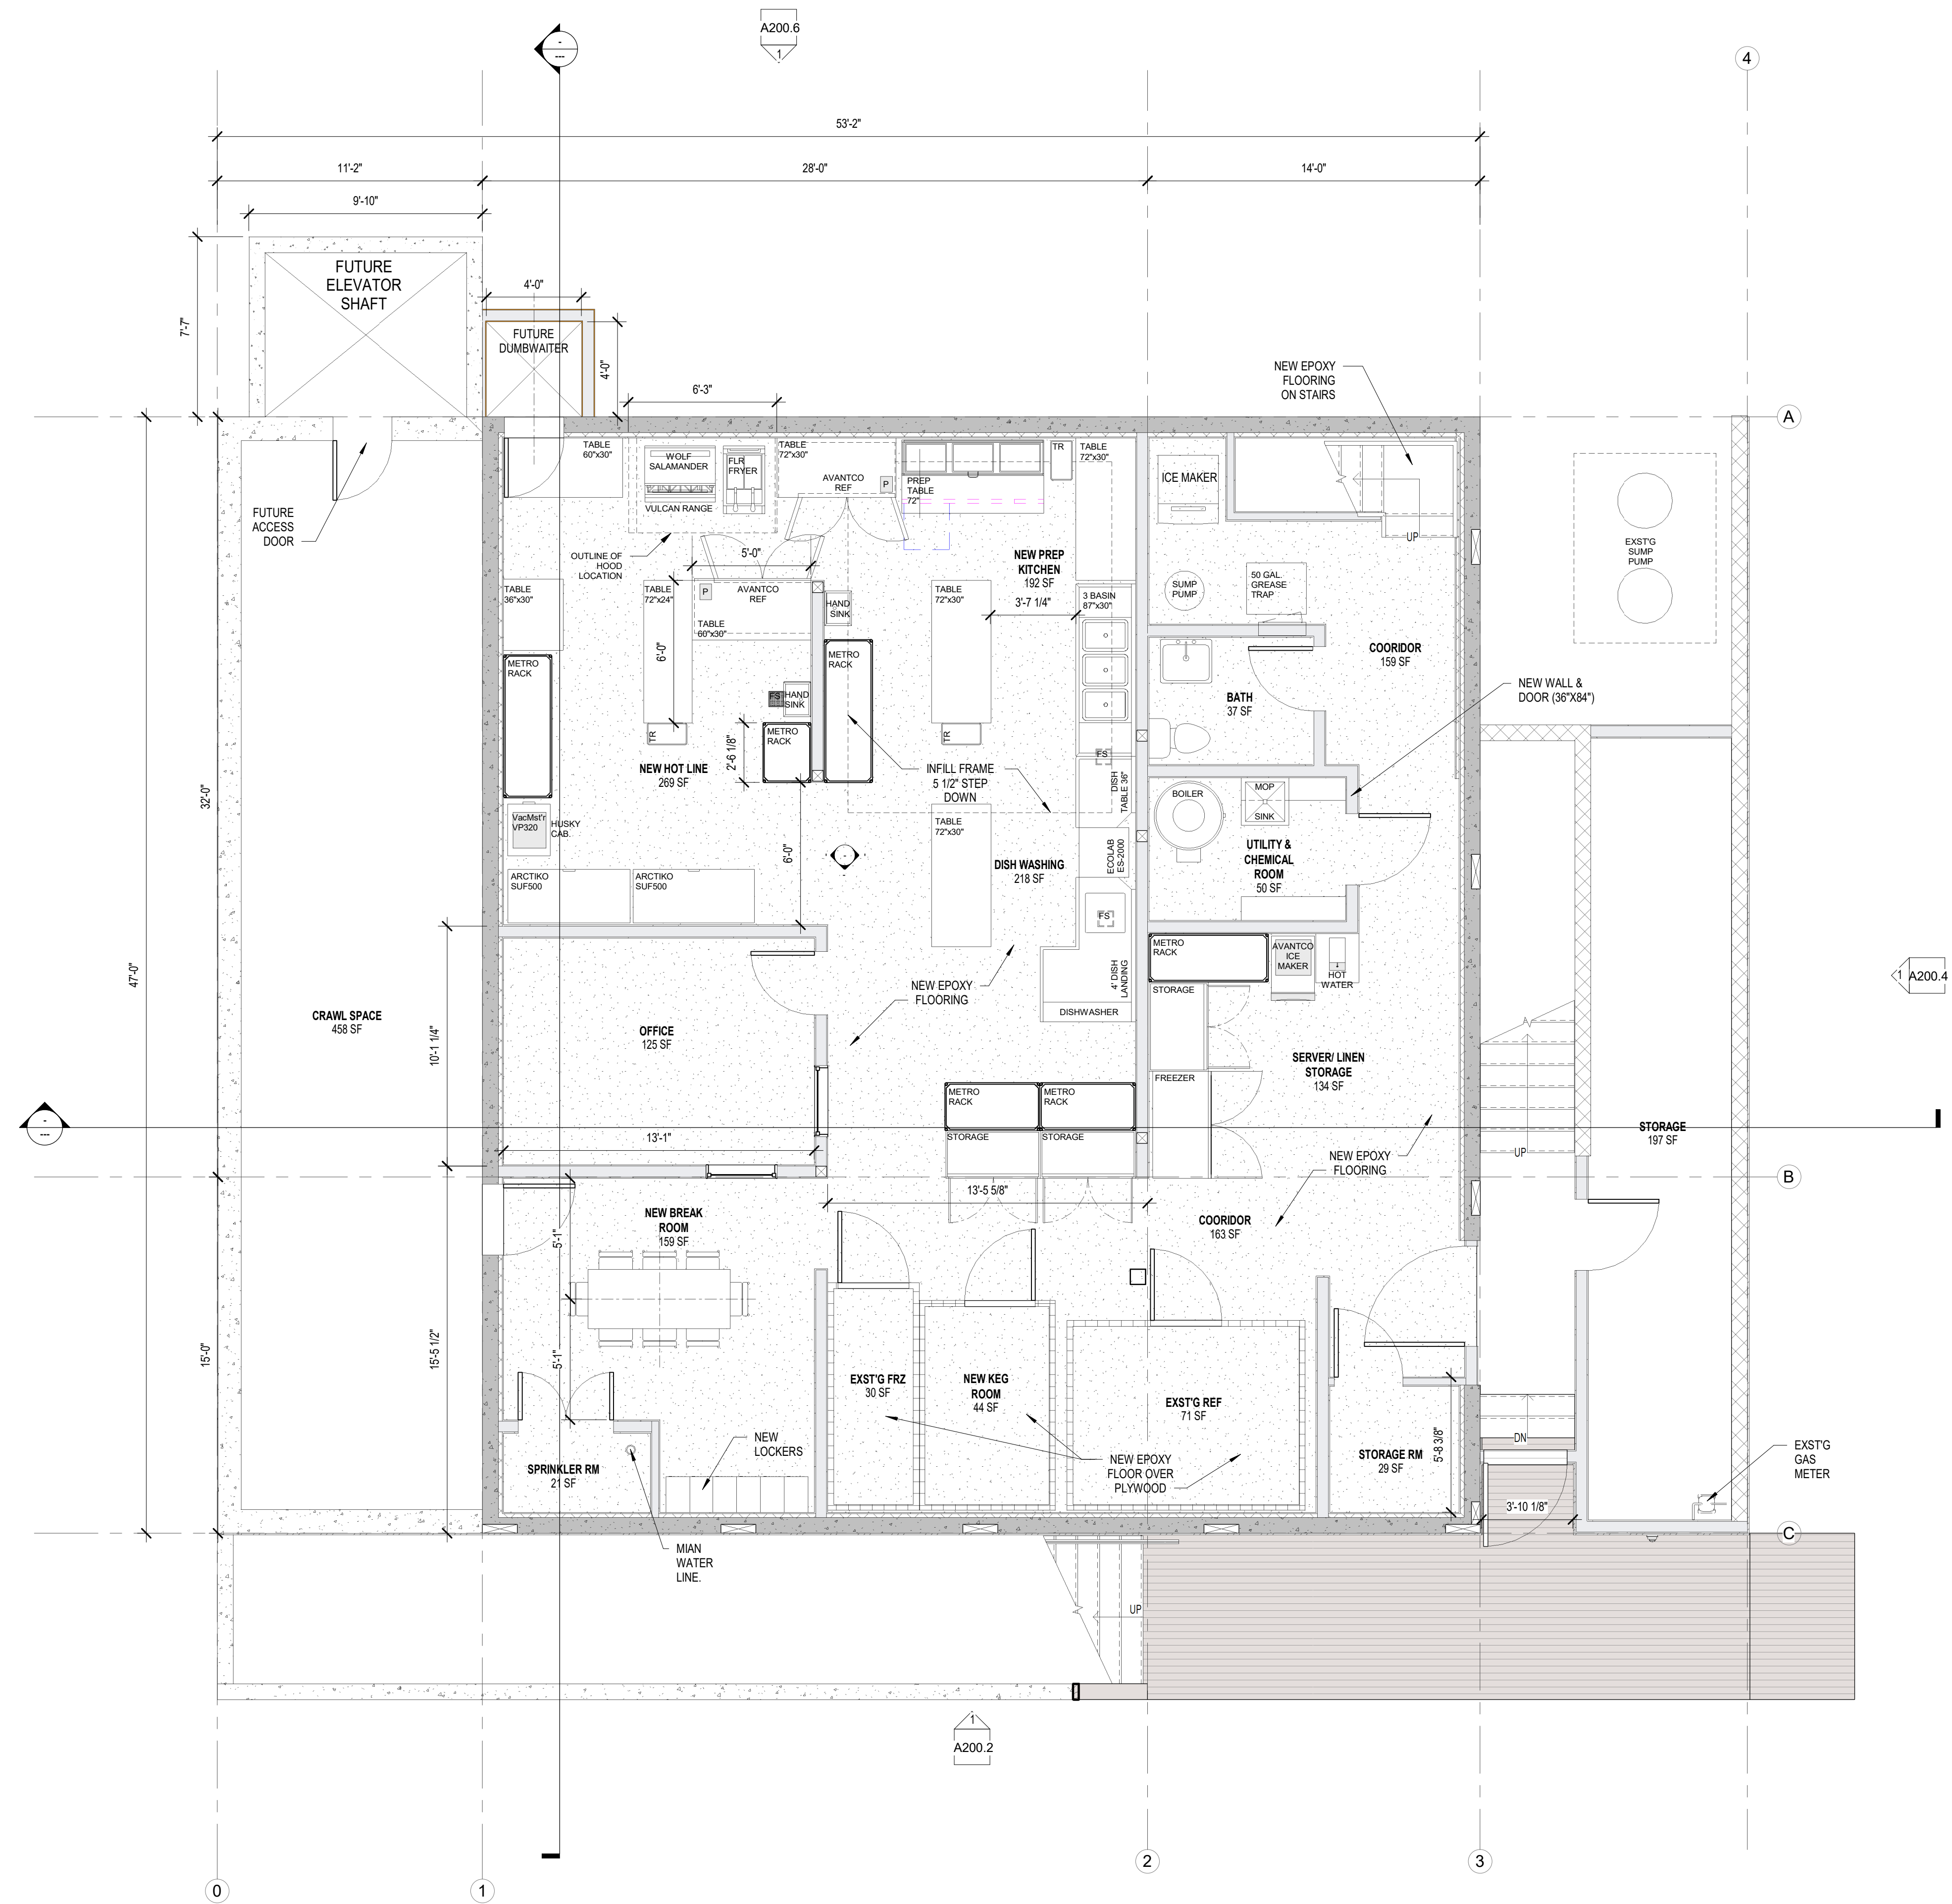 A200.6
1
-
---
4
53'-2"
11'-2"
28'-0"
14'-0"
9'-10"
FUTURE
ELEVATOR
SHAFT
7'-7"
4'-0"
FUTURE
DUMBWAITER
4'-0"
6'-3"
NEW EPOXY
FLOORING
ON STAIRS
A
TABLE
60"x30"
WOLF
SALAMANDER
FLR
FRYER
VULCAN RANGE
TABLE
72"x30"
AVANTCO
REF
P
PREP
TABLE
72"
TR
TABLE
72"x30"
ICE MAKER
UP
FUTURE
ACCESS
DOOR
OUTLINE OF
HOOD
LOCATION
5'-0"
NEW PREP
KITCHEN
192 SF
EXST'G
SUMP
PUMP
TABLE
36"x30"
TABLE
72"x24"
P
AVANTCO
REF
TABLE
60"x30"
HAND
SINK
TABLE
72"x30"
3'-7 1/4"
3 BASIN
87"x30"
SUMP
PUMP
50 GAL.
GREASE
TRAP
6'-0"
METRO
RACK
METRO
RACK
COORIDOR
159 SF
FS
HAND
SINK
BATH
37 SF
NEW WALL &
DOOR (36"X84")
TR
METRO
RACK
2'-6 1/8"
TR
FS
NEW HOT LINE
269 SF
INFILL FRAME
5 1/2" STEP
DOWN
DISH
TABLE 36"
BOILER
MOP
SINK
32'-0"
VacMst'r
VP320
HUSKY
CAB.
TABLE
72"x30"
6'-0"
-
DISH WASHING
218 SF
ECOLAB
ES-2000
UTILITY &
CHEMICAL
ROOM
50 SF
ARCTIKO
SUF500
ARCTIKO
SUF500
FS
METRO
RACK
AVANTCO
ICE
MAKER
HOT
WATER
47'-0"
1
A200.4
NEW EPOXY
FLOORING
4' DISH
LANDING
STORAGE
DISHWASHER
CRAWL SPACE
458 SF
10'-1 1/4"
OFFICE
125 SF
SERVER/ LINEN
STORAGE
134 SF
FREEZER
METRO
RACK
METRO
RACK
-
---
13'-1"
STORAGE
STORAGE
STORAGE
197 SF
UP
NEW EPOXY
FLOORING
B
13'-5 5/8"
NEW BREAK
ROOM
159 SF
5'-1"
COORIDOR
163 SF
15'-0"
15'-5 1/2"
5'-1"
EXST'G FRZ
30 SF
NEW KEG
ROOM
44 SF
EXST'G REF
71 SF
NEW
LOCKERS
DN
STORAGE RM
29 SF
5'-8 3/8"
EXST'G
GAS
METER
SPRINKLER RM
21 SF
NEW EPOXY
FLOOR OVER
PLYWOOD
3'-10 1/8"
C
MIAN
WATER
LINE.
UP
1
A200.2
0
1
2
3